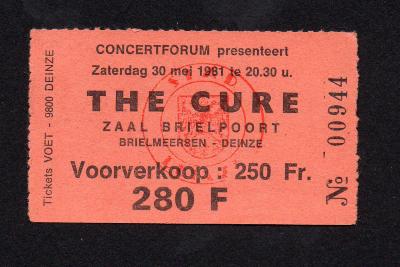 CONCERTFORUM presenteert
Zaterdag 30 mei 1981 te 20.30 u.
THE CURE
ZAAL BRIELPOORT
BRIELMEERSEN - DEINZE
Voorverkoop : 250 Fr.
280 F
Tickets VOET - 9800 DEINZE
№ 00944
STAD